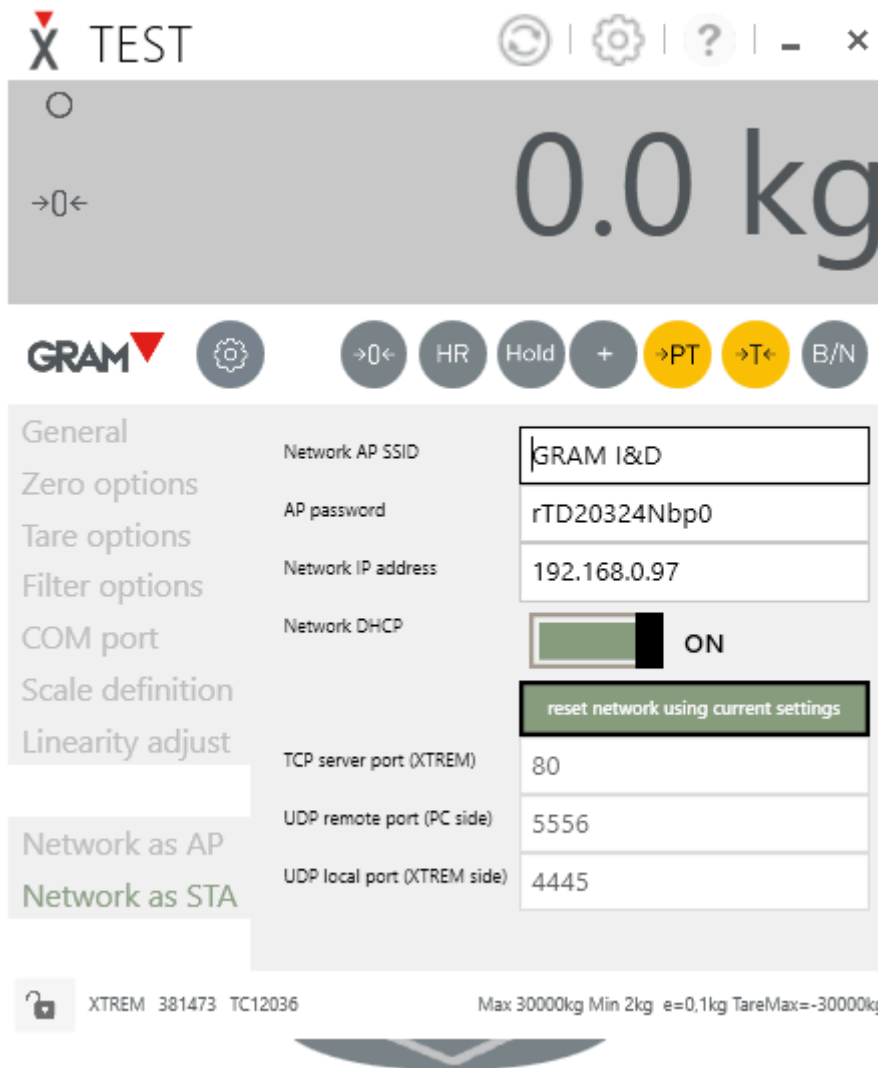 X TEST ?
0.0 kg
→0←
GRAM →0← HR Hold + →PT →T← B/N
General
Zero options
Tare options
Filter options
COM port
Scale definition
Linearity adjust
Network as AP
Network as STA
Network AP SSID GRAM I&D
AP password rTD20324Nbp0
Network IP address 192.168.0.97
Network DHCP ON
reset network using current settings
TCP server port (XTREM) 80
UDP remote port (PC side) 5556
UDP local port (XTREM side) 4445
XTREM 381473 TC12036 Max 30000kg Min 2kg e=0,1kg TareMax=-30000kg